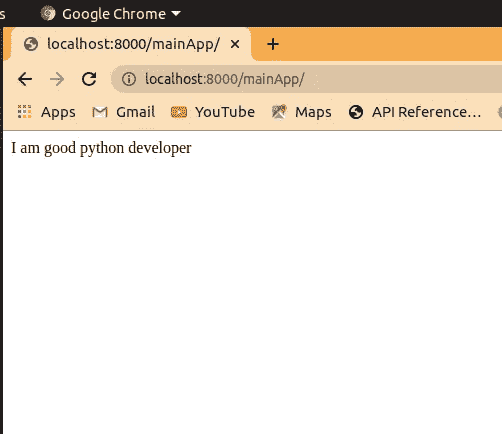 s Google Chrome
localhost:8000/mainApp/ × +
localhost:8000/mainApp/
Apps Gmail YouTube Maps API Reference…
I am good python developer